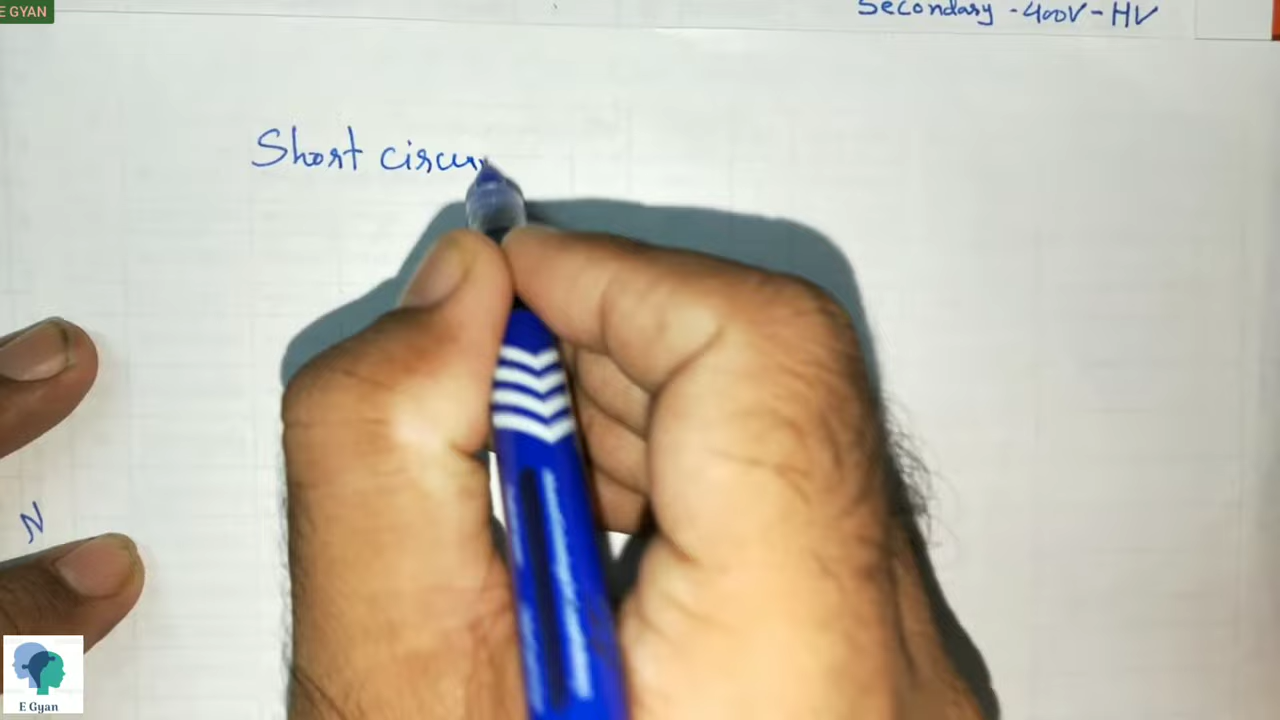 E GYAN
Secondary - 400V - HV
Short circu
N
E Gyan